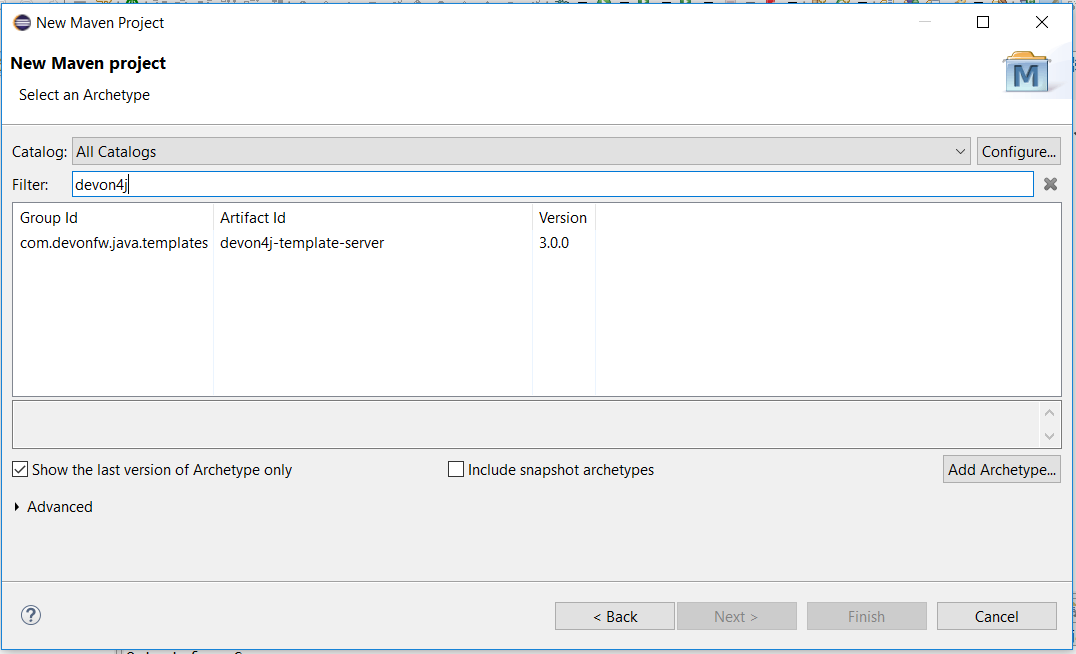 New Maven Project
New Maven project
Select an Archetype
M
Catalog: All Catalogs Configure...
Filter: devon4j
Group Id Artifact Id Version
com.devonfw.java.templates devon4j-template-server 3.0.0
Show the last version of Archetype only Include snapshot archetypes Add Archetype...
Advanced
? < Back Next > Finish Cancel